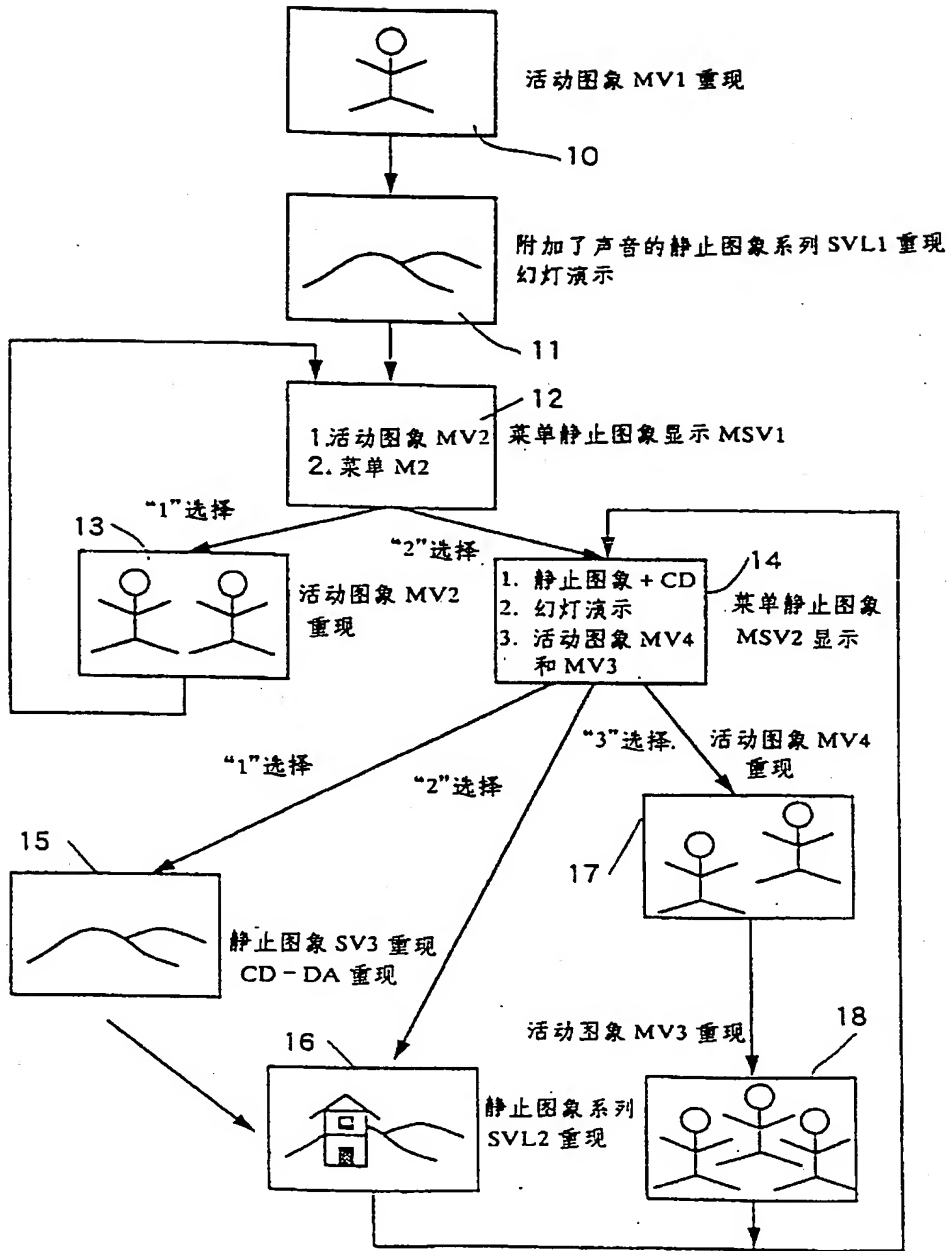 活动图象 MV1 重现
10
附加了声音的静止图象系列 SVL1 重现
幻灯演示
11
12
1.活动图象 MV2
2.菜单 M2
菜单静止图象显示 MSV1
“1”选择
13
“2”选择
活动图象 MV2
重现
14
1. 静止图象 + CD
2. 幻灯演示
3. 活动图象 MV4
和 MV3
菜单静止图象
MSV2 显示
“1”选择
“2”选择
“3”选择.
活动图象 MV4
重现
15
17
静止图象 SV3 重现
CD-DA 重现
活动图象 MV3 重现
18
16
静止图象系列
SVL2 重现